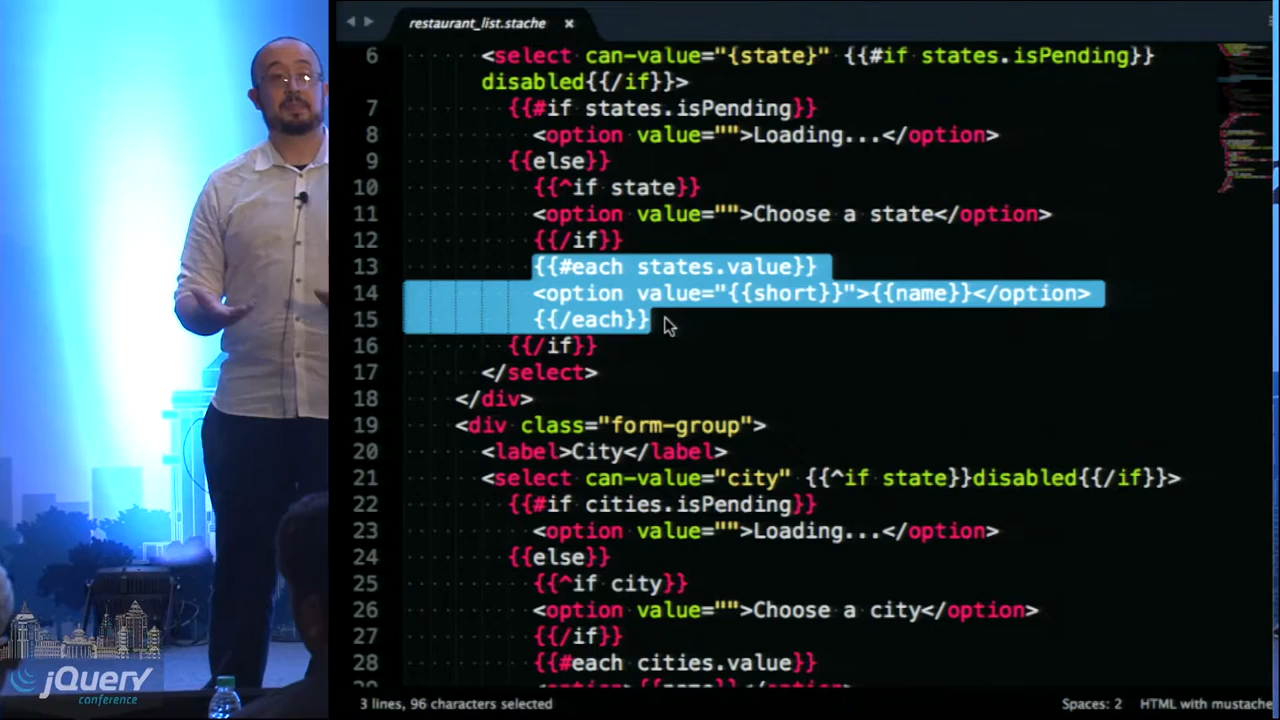 restaurant_list.stache ×
6 <select can-value="{state}" {{#if states.isPending}}
disabled{{/if}}>
7 {{#if states.isPending}}
8 <option value="">Loading...</option>
9 {{else}}
10 {{^if state}}
11 <option value="">Choose a state</option>
12 {{/if}}
13 {{#each states.value}}
14 <option value="{{short}}">{{name}}</option>
15 {{/each}}
16 {{/if}}
17 </select>
18 </div>
19 <div class="form-group">
20 <label>City</label>
21 <select can-value="city" {{^if state}}disabled{{/if}}>
22 {{#if cities.isPending}}
23 <option value="">Loading...</option>
24 {{else}}
25 {{^if city}}
26 <option value="">Choose a city</option>
27 {{/if}}
28 {{#each cities.value}}
3 lines, 96 characters selected
Spaces: 2
HTML with mustache
jQuery
conference